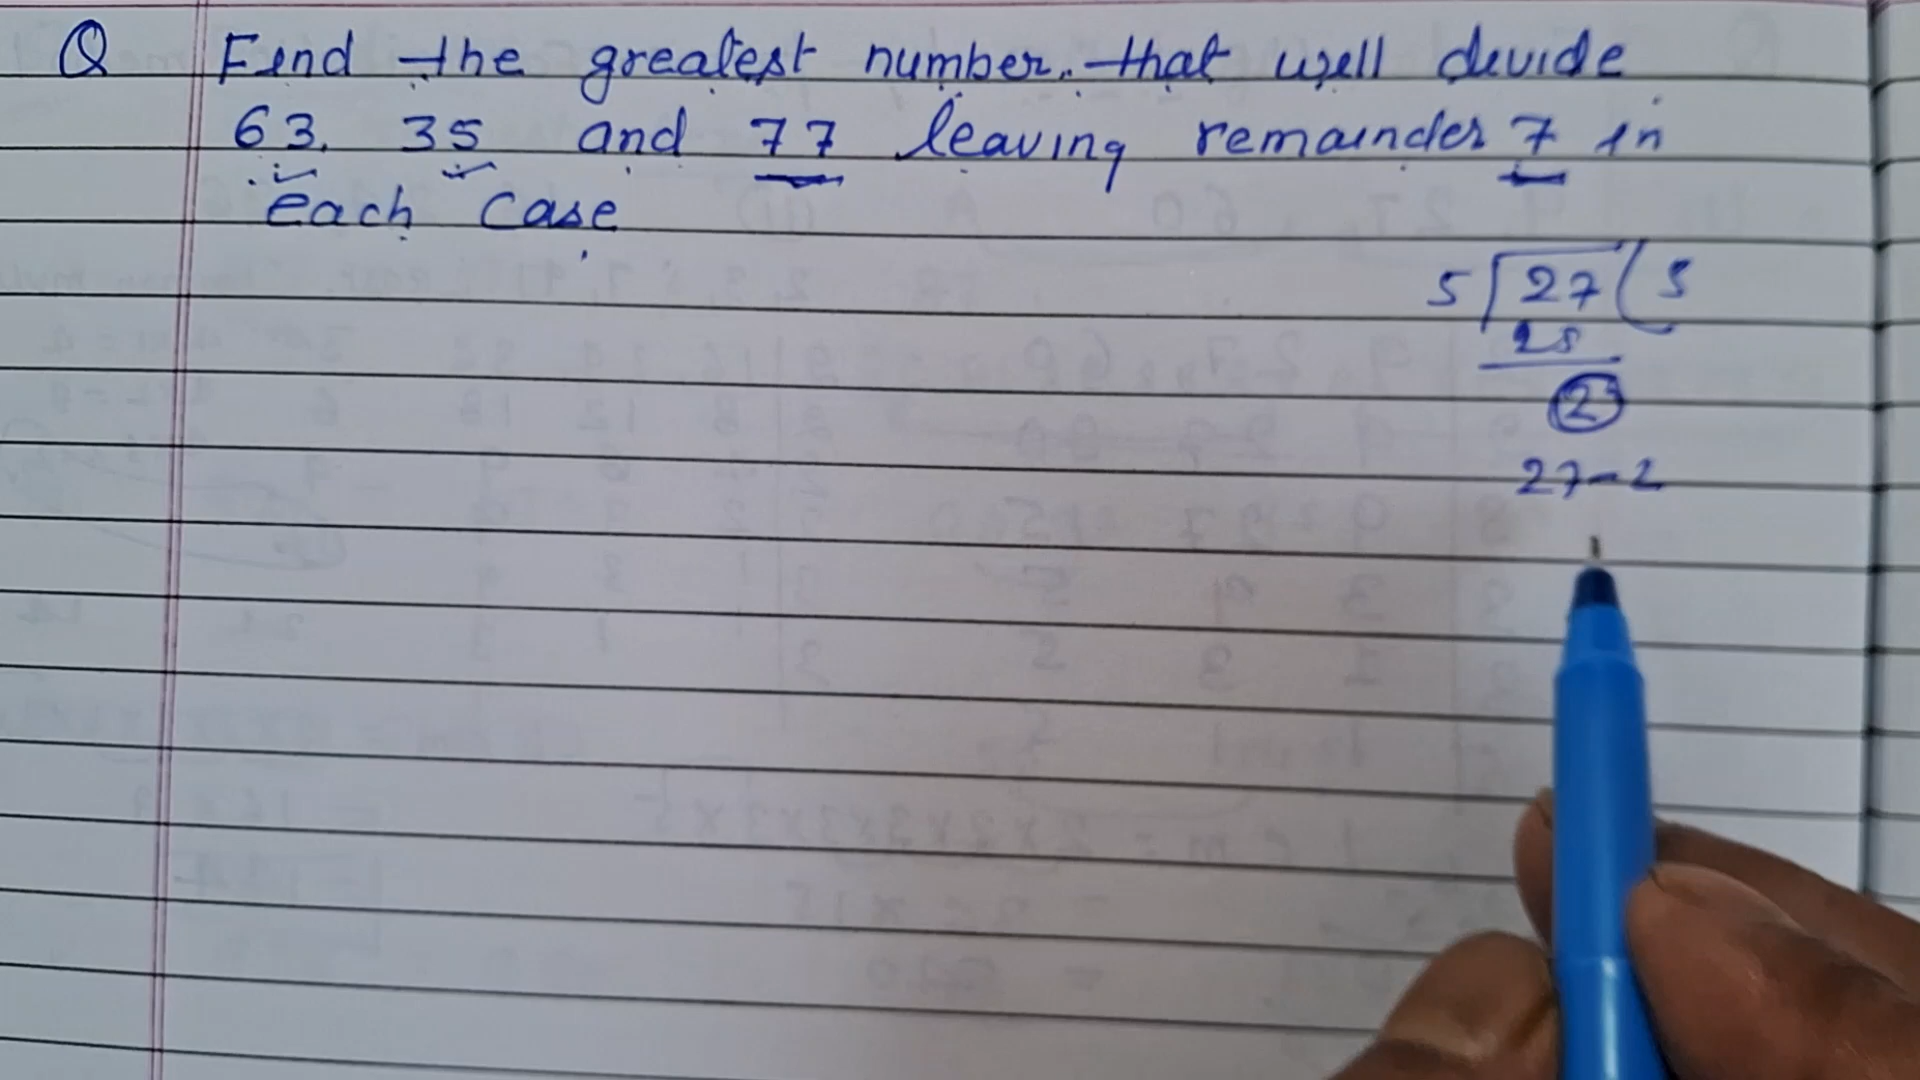 Q Find the greatest number. that will divide
63, 35 and 77 leaving remainder 7 in
each case
5 27 5
25
2
27-2